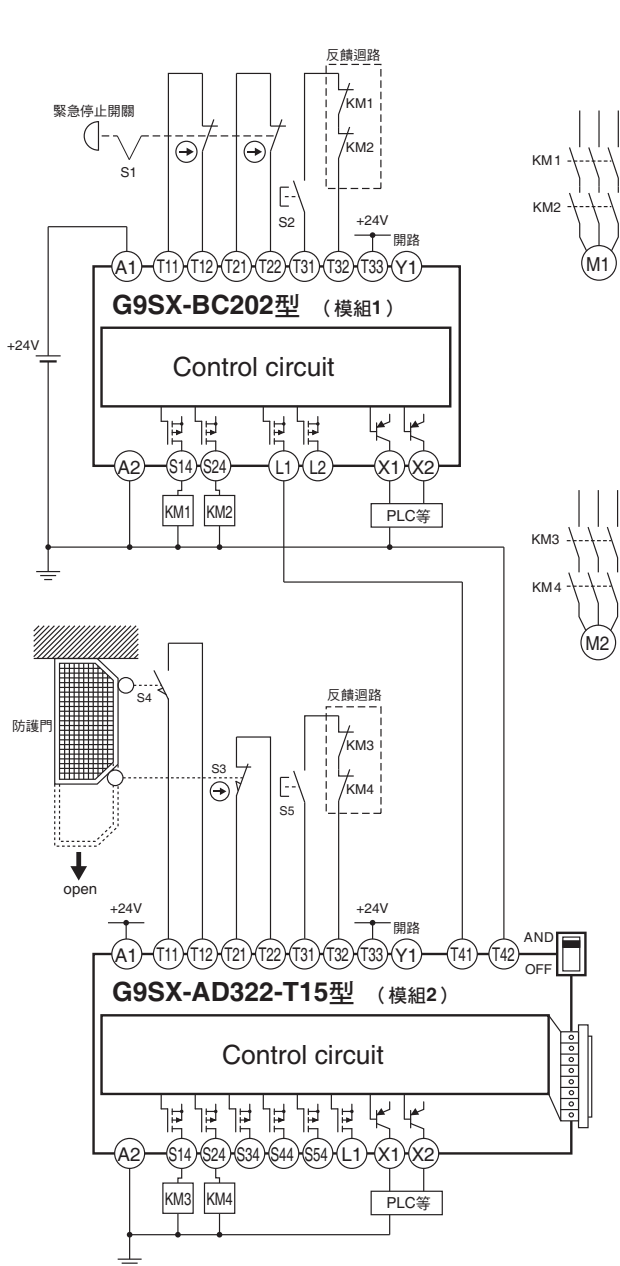 反饋迴路
KM1
緊急停止開關
KM2
S1
S2
KM1
KM2
M1
+24V
開路
A1 T11 T12 T21 T22 T31 T32 T33 Y1
G9SX-BC202型 （模組1）
+24V
Control circuit
A2 S14 S24 L1 L2 X1 X2
KM1 KM2 PLC等
KM3
KM4
M2
防護門
S4
反饋迴路
KM3
S3
KM4
S5
open
+24V
+24V
開路
A1 T11 T12 T21 T22 T31 T32 T33 Y1 T41 T42
AND
OFF
G9SX-AD322-T15型 （模組2）
Control circuit
A2 S14 S24 S34 S44 S54 L1 X1 X2
KM3 KM4 PLC等